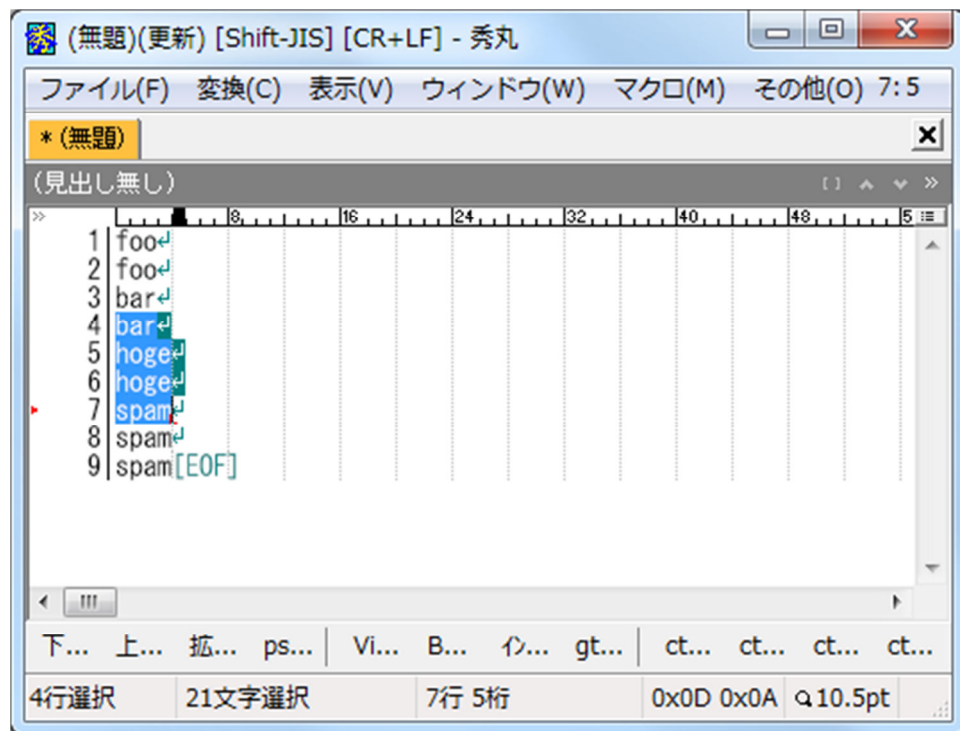 (無題)(更新) [Shift-JIS] [CR+LF] - 秀丸
ファイル(F) 変換(C) 表示(V) ウィンドウ(W) マクロ(M) その他(O) 7:5
* (無題)
(見出し無し)
8 16 24 32 40 48 5
1 foo
2 foo
3 bar
4 bar
5 hoge
6 hoge
7 spam
8 spam
9 spam[EOF]
下... 上... 拡... ps... Vi... B... イン... gt... ct... ct... ct... ct...
4行選択 21文字選択 7行 5桁 0x0D 0x0A 10.5pt